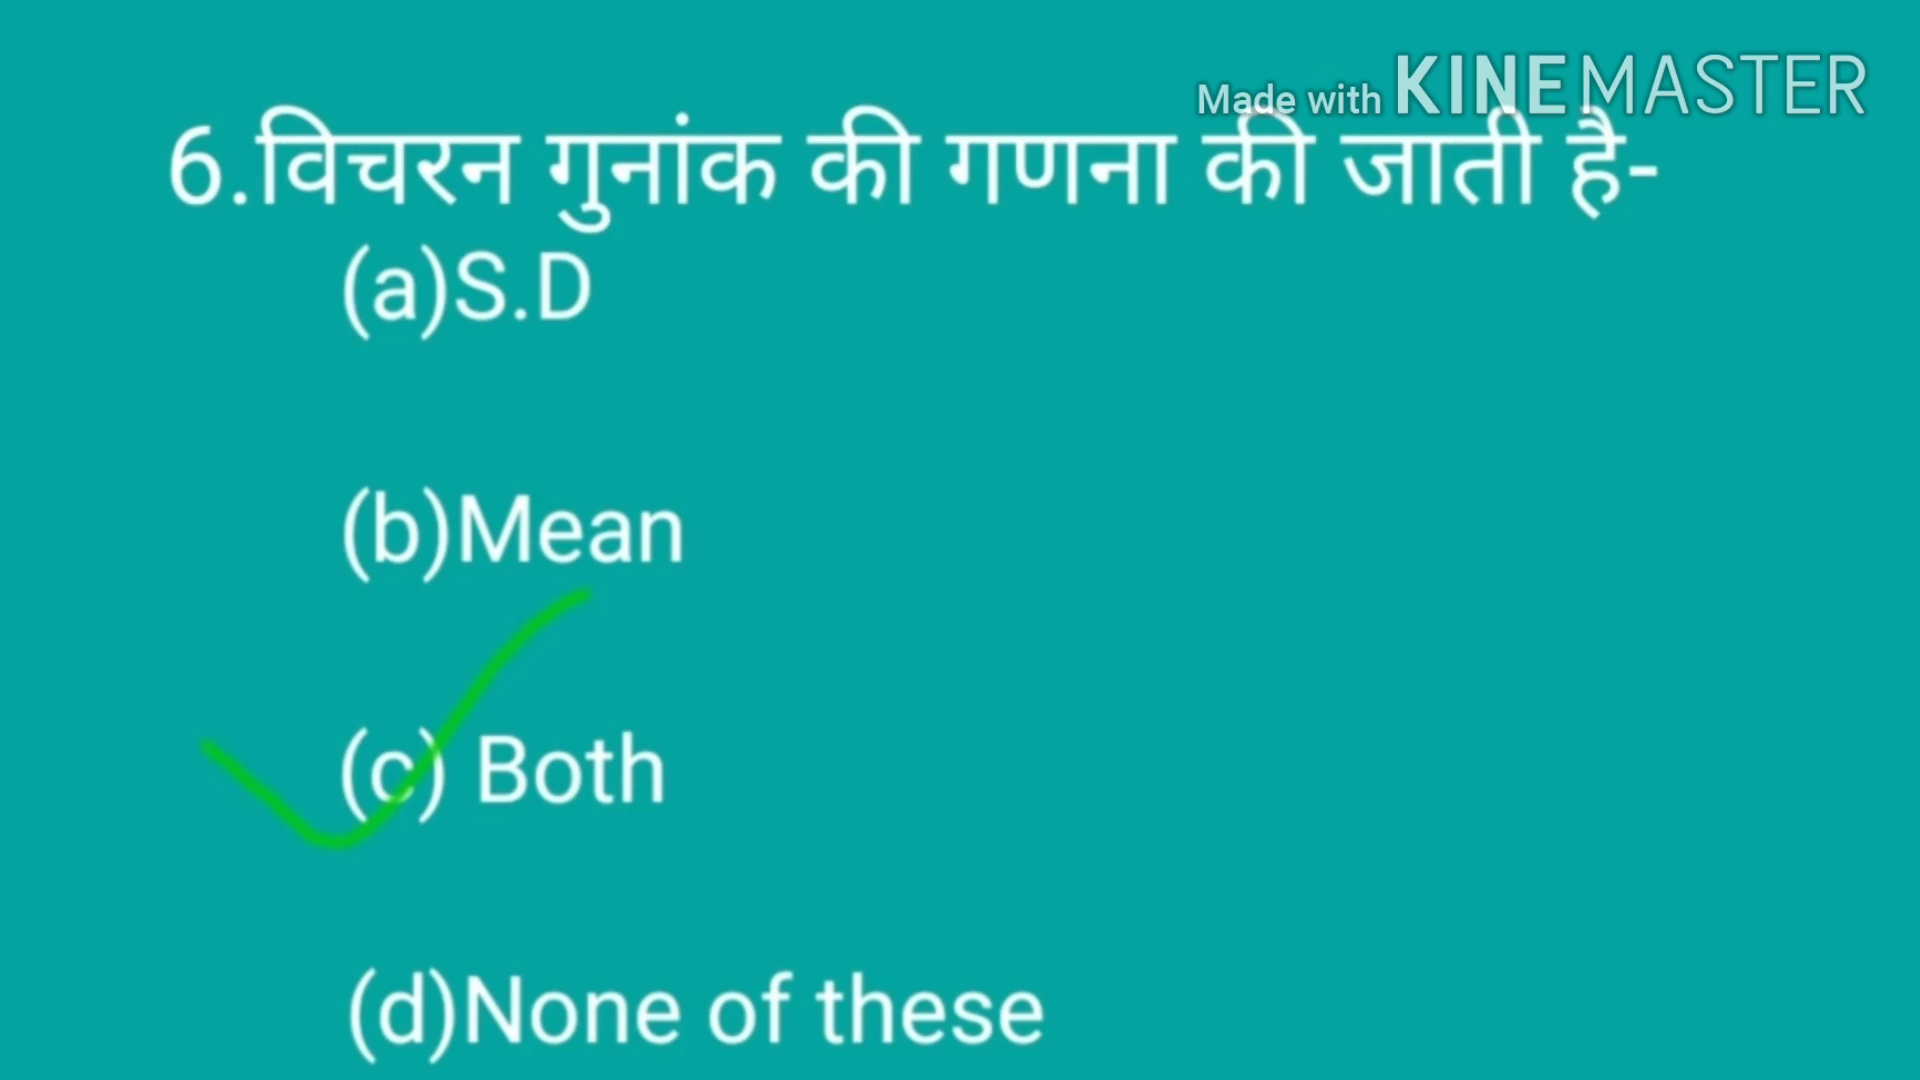 Made with KINEMASTER
6.विचरन गुनांक की गणना की जाती है-
(a)S.D
(b)Mean
(c) Both
(d)None of these